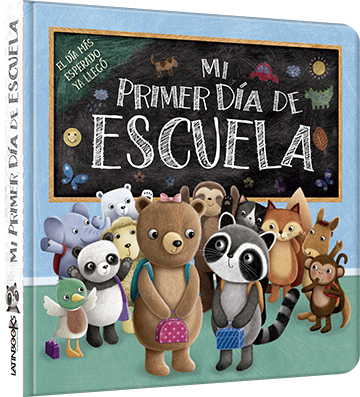 EL DÍA MÁS
ESPERADO
YA LLEGÓ
MI
PRIMER DÍA DE
ESCUELA
MI PRIMER DÍA DE ESCUELA
LATINBOOKS